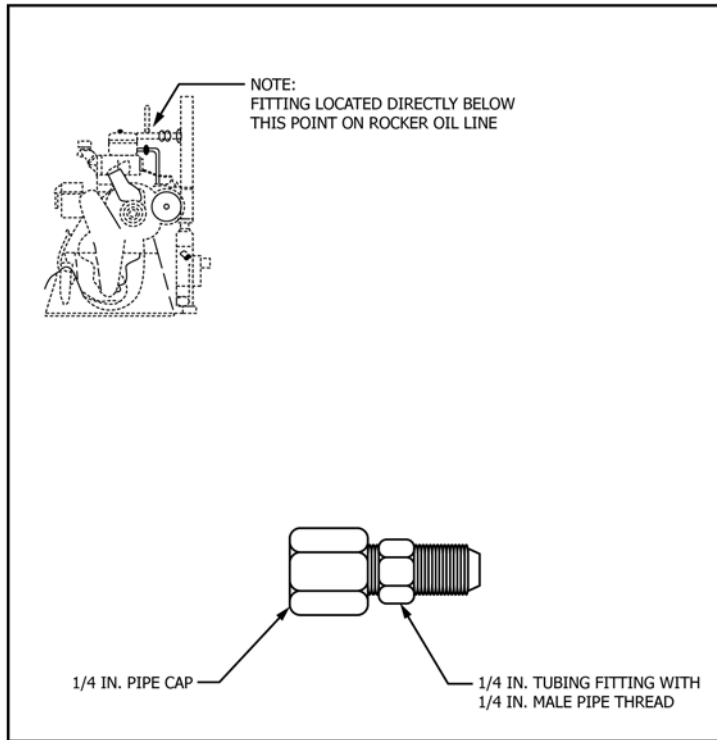 NOTE:
FITTING LOCATED DIRECTLY BELOW
THIS POINT ON ROCKER OIL LINE
1/4 IN. PIPE CAP
1/4 IN. TUBING FITTING WITH
1/4 IN. MALE PIPE THREAD